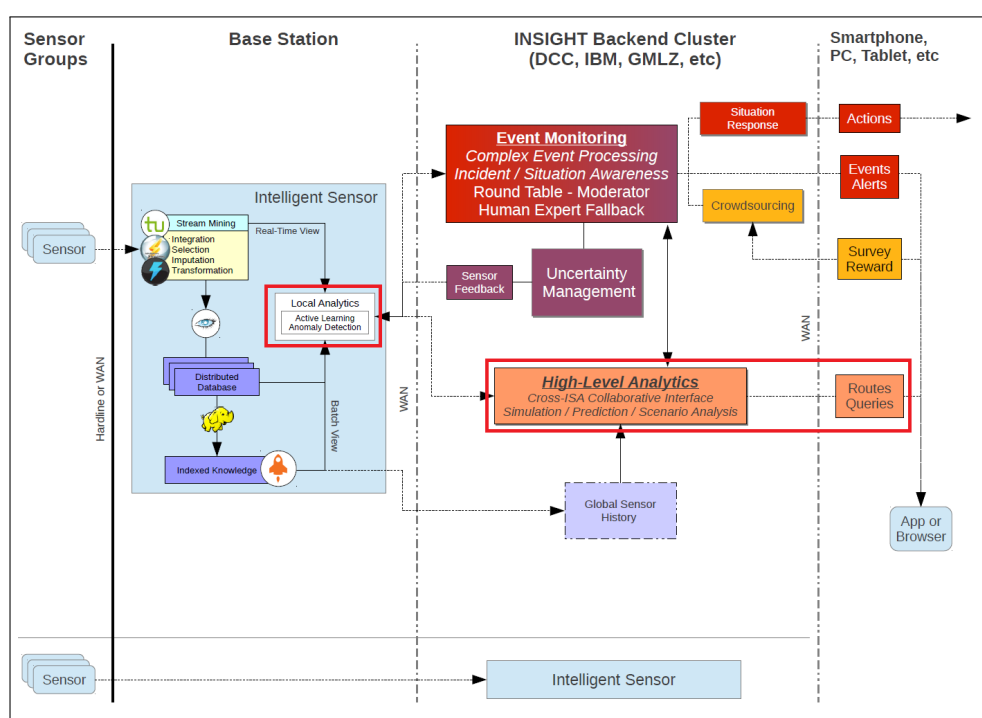 Sensor
Groups
Base Station
INSIGHT Backend Cluster
(DCC, IBM, GMLZ, etc)
Smartphone,
PC, Tablet, etc
Situation
Response
Actions
Event Monitoring
Complex Event Processing
Incident / Situation Awareness
Round Table - Moderator
Human Expert Fallback
Events
Alerts
Intelligent Sensor
Crowdsourcing
tu
Stream Mining
Integration
Selection
Imputation
Transformation
Real-Time View
Sensor
Survey
Reward
Sensor
Feedback
Uncertainty
Management
Local Analytics
Active Learning
Anomaly Detection
WAN
Hardline or WAN
Distributed
Database
WAN
Batch View
High-Level Analytics
Cross-ISA Collaborative Interface
Simulation / Prediction / Scenario Analysis
Routes
Queries
Indexed Knowledge
Global Sensor
History
App or
Browser
Sensor
Intelligent Sensor